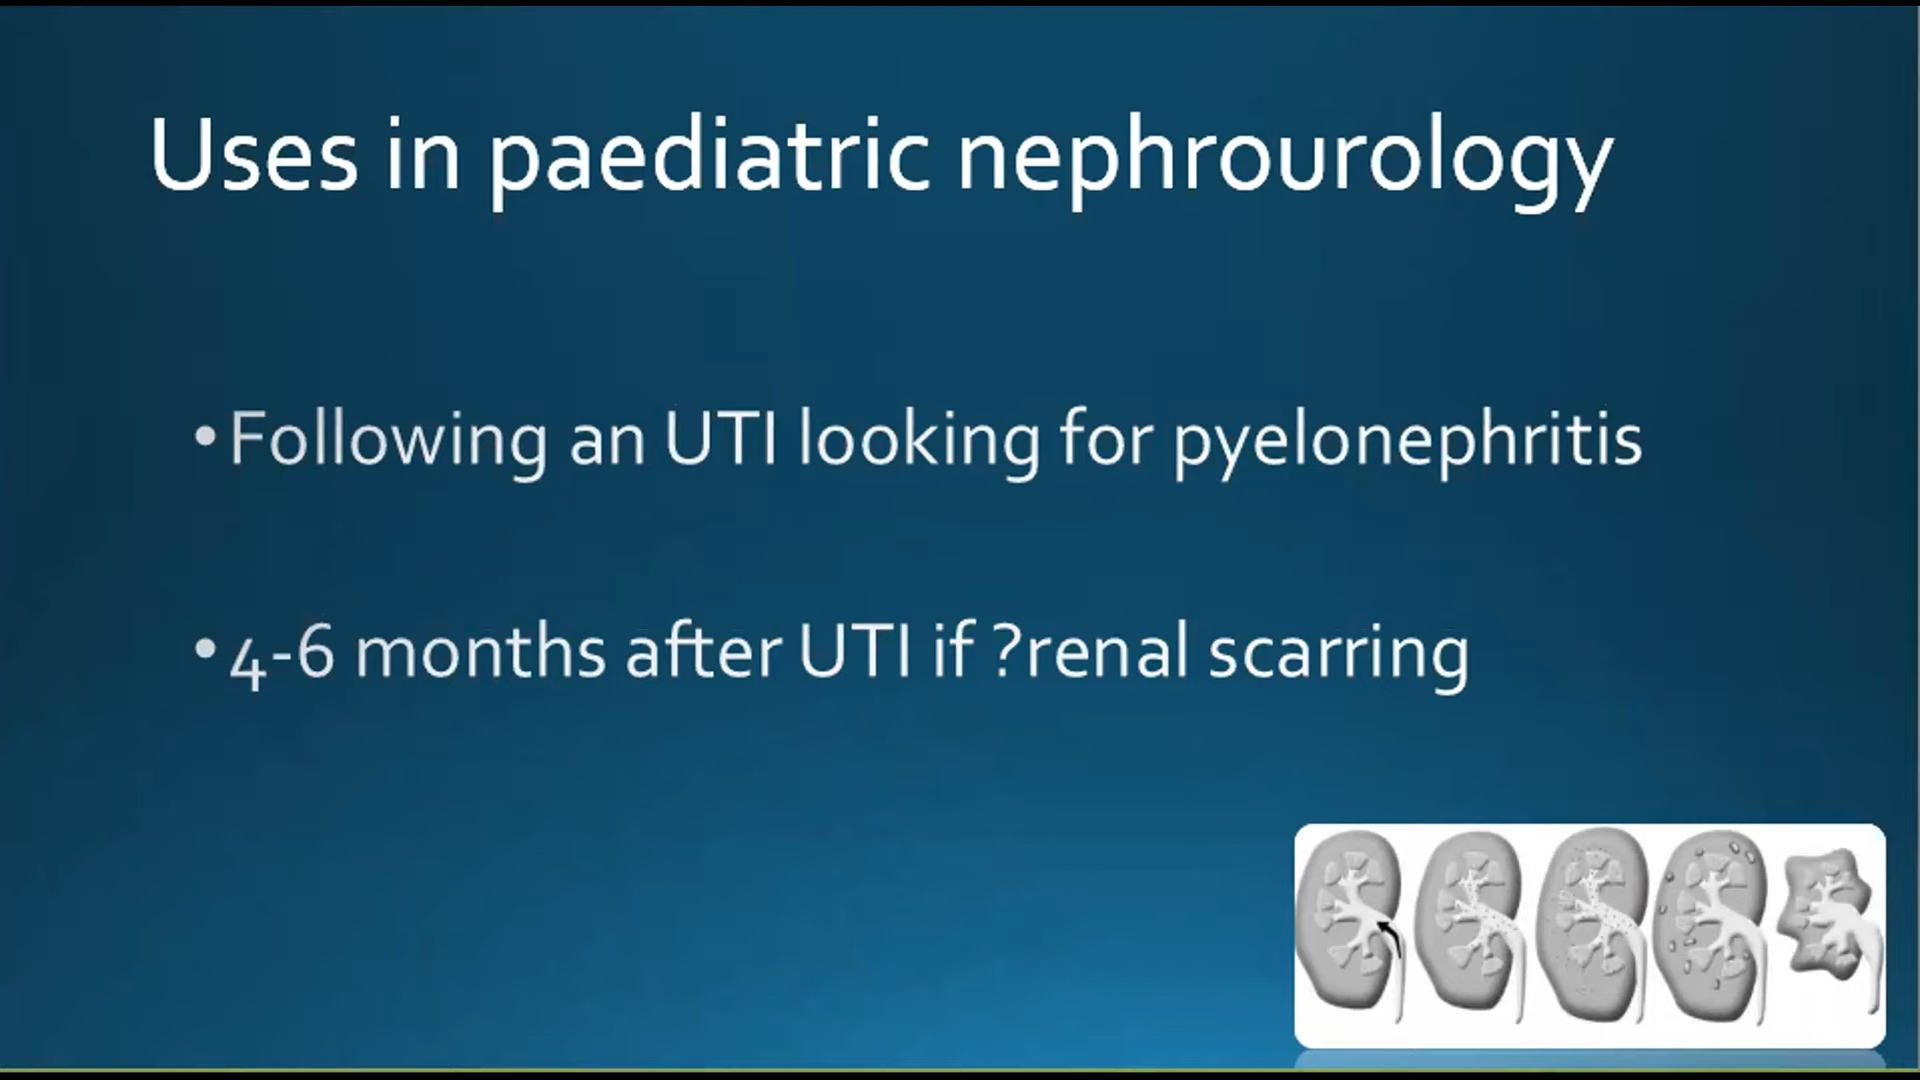 Uses in paediatric nephrourology
• Following an UTI looking for pyelonephritis
• 4-6 months after UTI if ?renal scarring